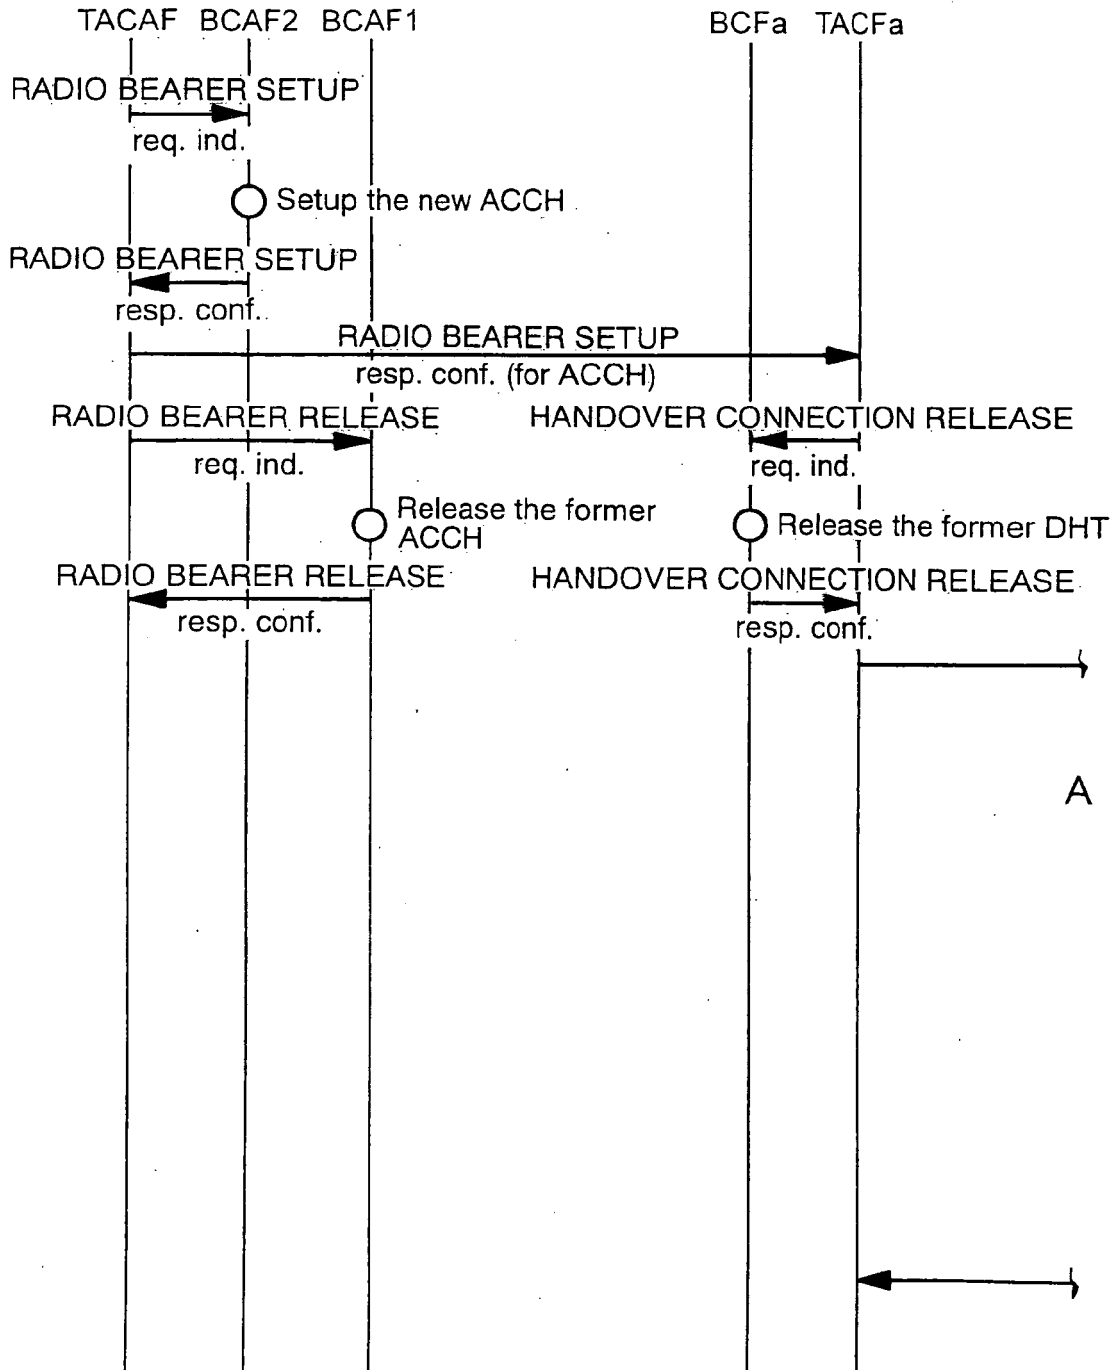 TACAF BCAF2 BCAF1 BCFa TACFa
RADIO BEARER SETUP
req. ind.
Setup the new ACCH
RADIO BEARER SETUP
resp. conf.
RADIO BEARER SETUP
resp. conf. (for ACCH)
RADIO BEARER RELEASE HANDOVER CONNECTION RELEASE
req. ind. req. ind.
Release the former
ACCH
Release the former DHT
RADIO BEARER RELEASE HANDOVER CONNECTION RELEASE
resp. conf. resp. conf.
A